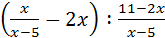 (x/(x−5) − 2x) : (11−2x)/(x−5)